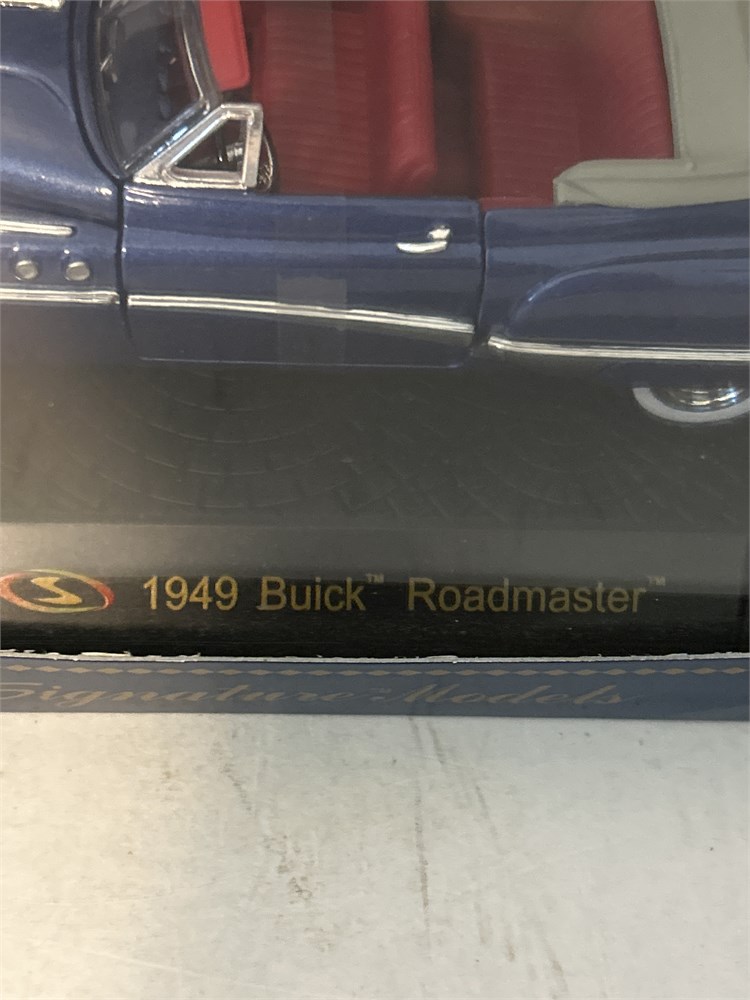 S 1949 Buick™ Roadmaster™
Signature Models